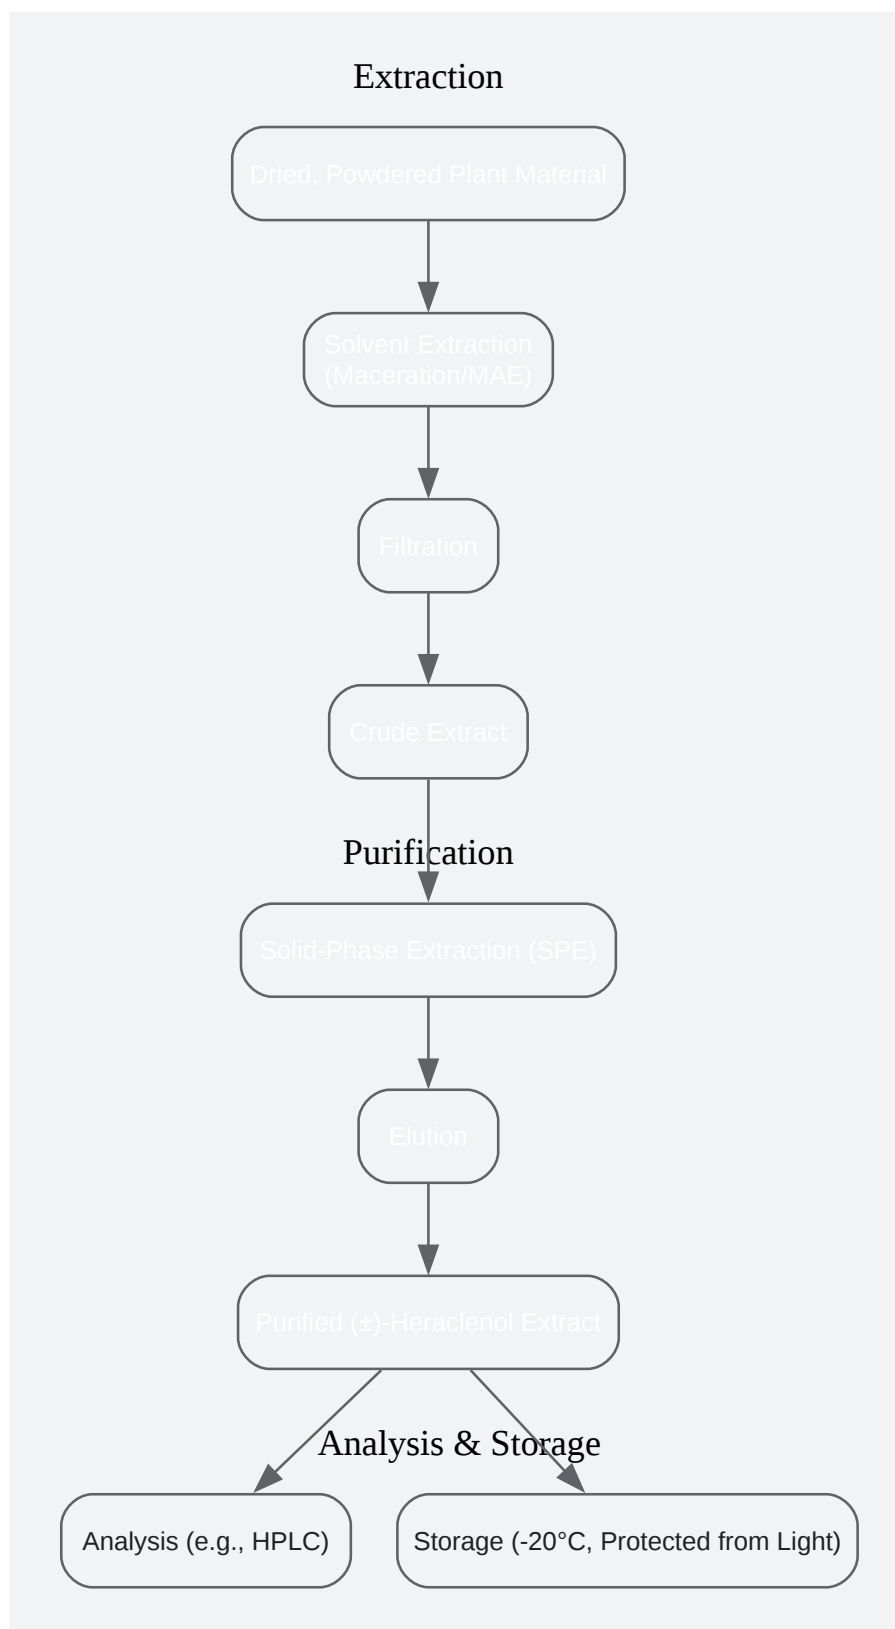 Extraction
Dried, Powdered Plant Material
Solvent Extraction
(Maceration/MAE)
Filtration
Crude Extract
Purification
Solid-Phase Extraction (SPE)
Elution
Purified (±)-Heraclenol Extract
Analysis & Storage
Analysis (e.g., HPLC)
Storage (-20°C, Protected from Light)